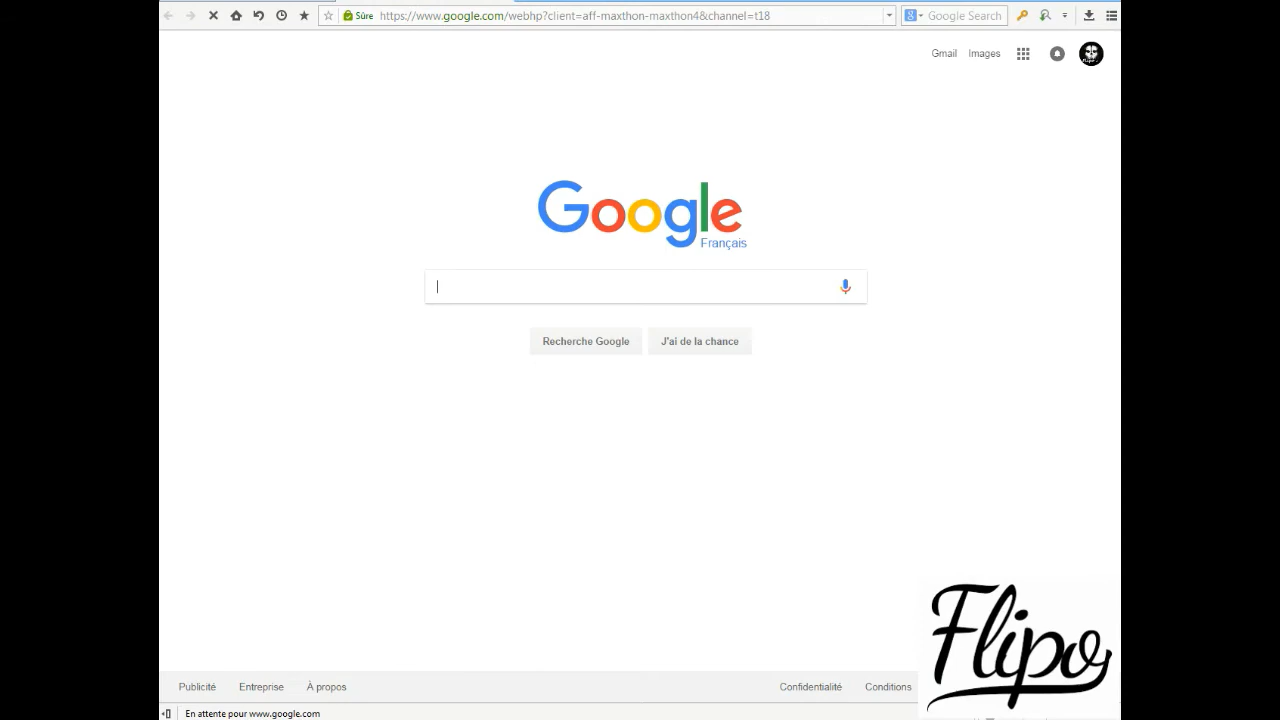 Sûre https://www.google.com/webhp?client=aff-maxthon-maxthon4&channel=t18 Google Search
Gmail Images
Google
Français
Recherche Google J'ai de la chance
Flipo
Publicité Entreprise À propos Confidentialité Conditions
En attente pour www.google.com